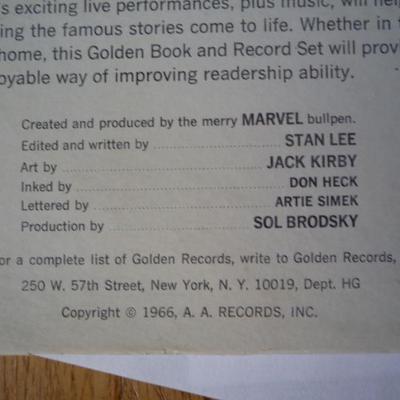 's exciting live performances, plus music, will
ing the famous stories come to life. Whether in
home, this Golden Book and Record Set will
oyable way of improving readership ability.
Created and produced by the merry MARVEL bullpen.
Edited and written by ........................ STAN LEE
Art by ........................ JACK KIRBY
Inked by ........................ DON HECK
Lettered by ........................ ARTIE SIMEK
Production by ........................ SOL BRODSKY
or a complete list of Golden Records, write to Golden Records,
250 W. 57th Street, New York, N. Y. 10019, Dept. HG
Copyright © 1966, A. A. RECORDS, INC.